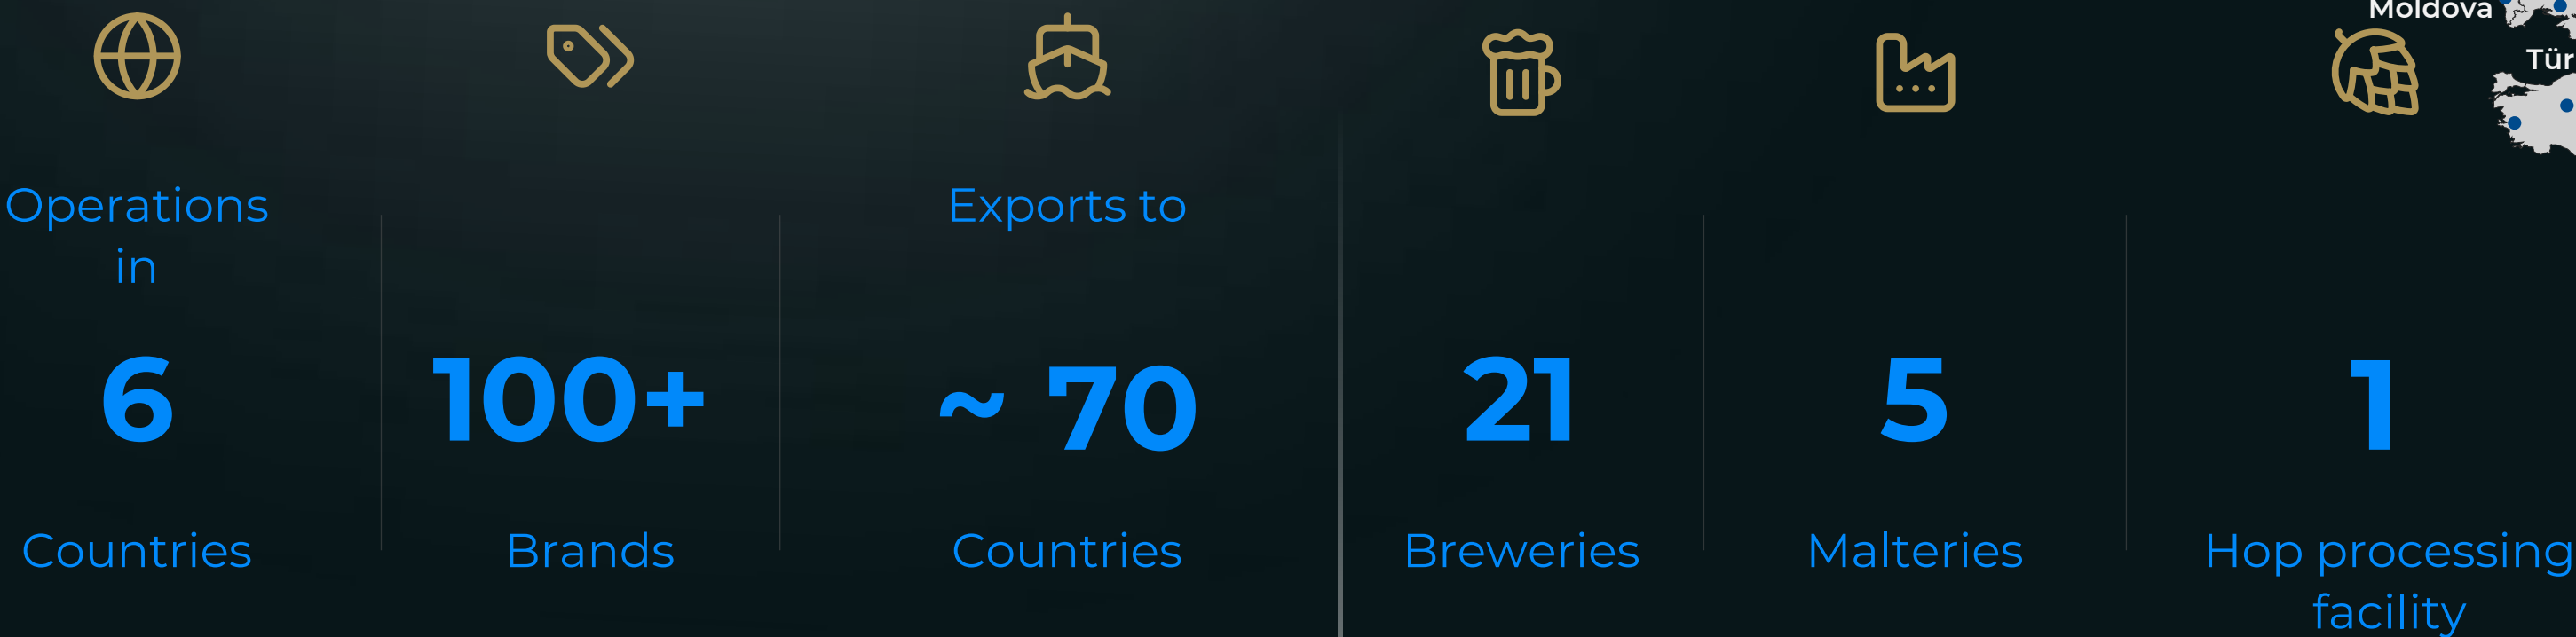 Moldova
Tür
Operations
in
6
Countries
100+
Brands
Exports to
~ 70
Countries
21
Breweries
5
Malteries
1
Hop processing
facility